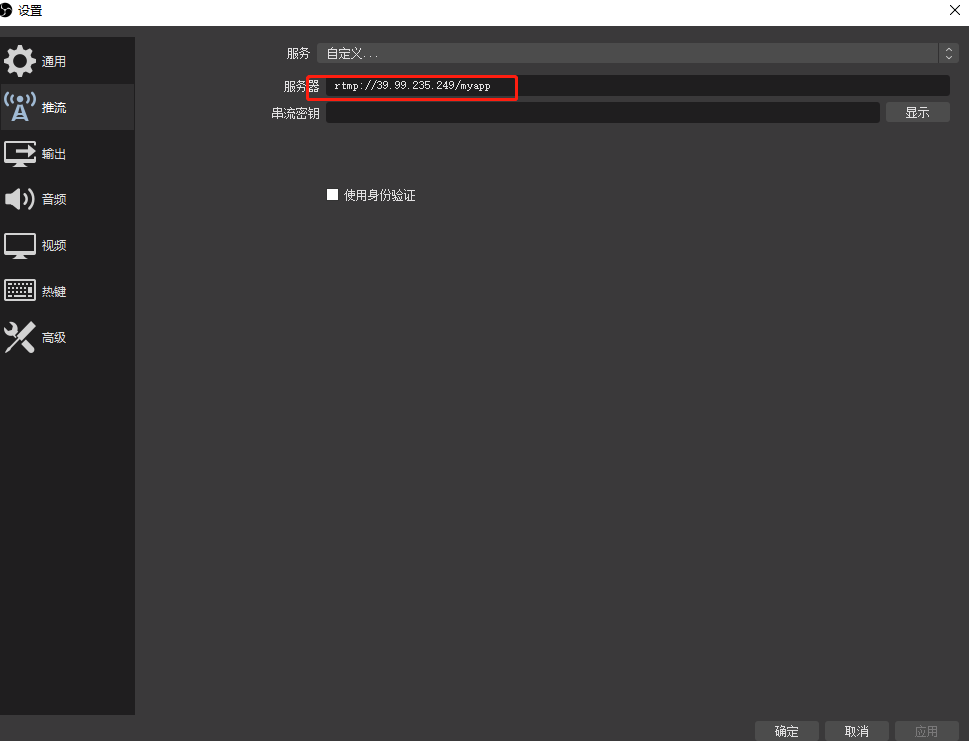 设置
通用
推流
输出
音频
视频
热键
高级
服务 自定义...
服务器 rtmp://39.99.235.249/myapp
串流密钥 显示
使用身份验证
确定 取消 应用